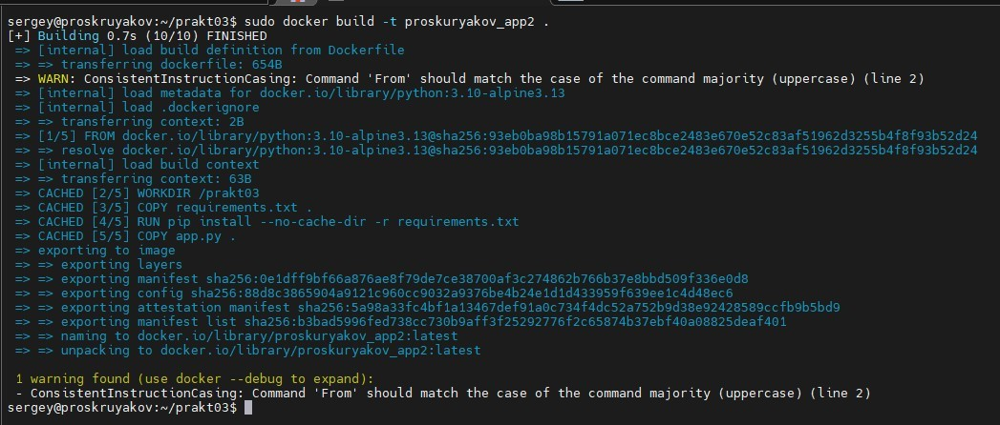 sergey@proskruyakov:~/prakt03$ sudo docker build -t proskuryakov_app2 .
[+] Building 0.7s (10/10) FINISHED
=> [internal] load build definition from Dockerfile
=> => transferring dockerfile: 654B
=> WARN: ConsistentInstructionCasing: Command 'From' should match the case of the command majority (uppercase) (line 2)
=> [internal] load metadata for docker.io/library/python:3.10-alpine3.13
=> [internal] load .dockerignore
=> => transferring context: 2B
=> [1/5] FROM docker.io/library/python:3.10-alpine3.13@sha256:93eb0ba98b15791a071ec8bce2483e670e52c83af51962d3255b4f8f93b52d24
=> => resolve docker.io/library/python:3.10-alpine3.13@sha256:93eb0ba98b15791a071ec8bce2483e670e52c83af51962d3255b4f8f93b52d24
=> [internal] load build context
=> => transferring context: 63B
=> CACHED [2/5] WORKDIR /prakt03
=> CACHED [3/5] COPY requirements.txt .
=> CACHED [4/5] RUN pip install --no-cache-dir -r requirements.txt
=> CACHED [5/5] COPY app.py .
=> exporting to image
=> => exporting layers
=> => exporting manifest sha256:0e1dff9bf66a876ae8f79de7ce38700af3c274862b766b37e8bbd509f336e0d8
=> => exporting config sha256:88d8c3865904a9121c960cc9032a9376be4b24e1d1d433959f639ee1c4d48ec6
=> => exporting attestation manifest sha256:5a98a33fc4bf1a13467def91a0c734f4dc52a752b9d38e92428589ccfb9b5bd9
=> => exporting manifest list sha256:b3bad5996fed738cc730b9aff3f25292776f2c65874b37ebf40a08825deaf401
=> => naming to docker.io/library/proskuryakov_app2:latest
=> => unpacking to docker.io/library/proskuryakov_app2:latest
1 warning found (use docker --debug to expand):
- ConsistentInstructionCasing: Command 'From' should match the case of the command majority (uppercase) (line 2)
sergey@proskruyakov:~/prakt03$